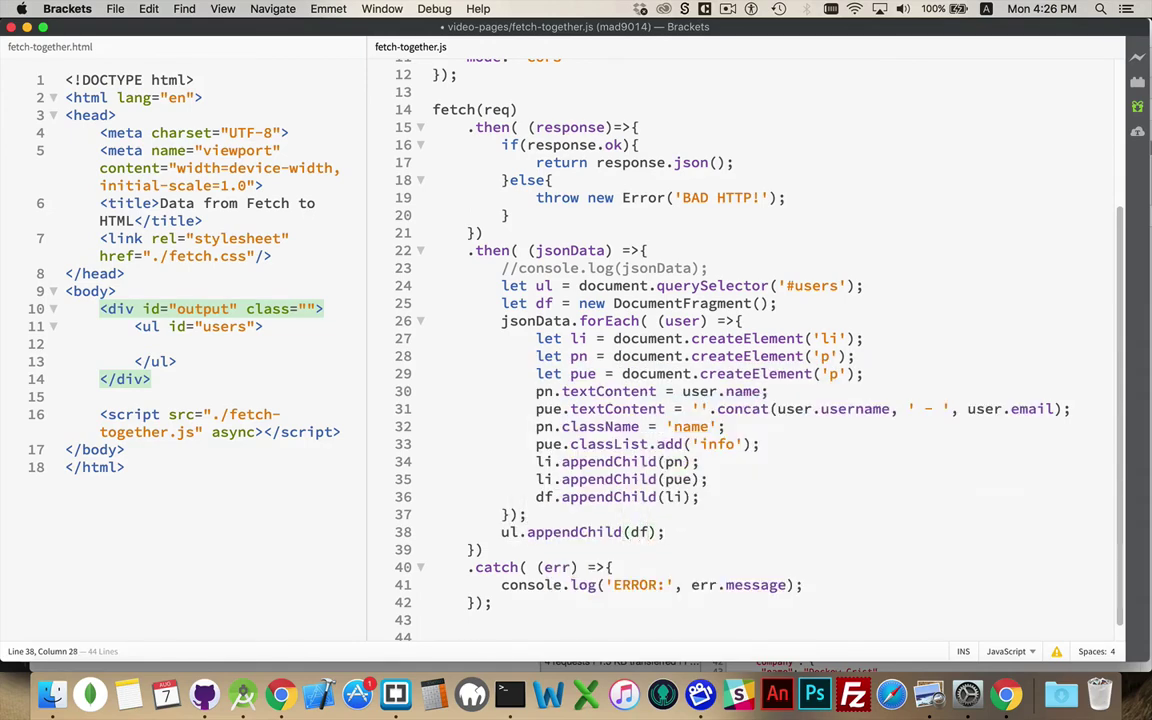 Brackets File Edit Find View Navigate Emmet Window Debug Help 100% A Mon 4:26 PM
• video-pages/fetch-together.js (mad9014) — Brackets
fetch-together.html
1 <!DOCTYPE html>
2 <html lang="en">
3 <head>
4 <meta charset="UTF-8">
5 <meta name="viewport"
content="width=device-width,
initial-scale=1.0">
6 <title>Data from Fetch to
HTML</title>
7 <link rel="stylesheet"
href="./fetch.css"/>
8 </head>
9 <body>
10 <div id="output" class="">
11 <ul id="users">
12
13 </ul>
14 </div>
15
16 <script src="./fetch-
together.js" async></script>
17 </body>
18 </html>
fetch-together.js
12 });
13
14 fetch(req)
15 .then( (response)=>{
16 if(response.ok){
17 return response.json();
18 }else{
19 throw new Error('BAD HTTP!');
20 }
21 })
22 .then( (jsonData) =>{
23 //console.log(jsonData);
24 let ul = document.querySelector('#users');
25 let df = new DocumentFragment();
26 jsonData.forEach( (user) =>{
27 let li = document.createElement('li');
28 let pn = document.createElement('p');
29 let pue = document.createElement('p');
30 pn.textContent = user.name;
31 pue.textContent = ''.concat(user.username, ' - ', user.email);
32 pn.className = 'name';
33 pue.classList.add('info');
34 li.appendChild(pn);
35 li.appendChild(pue);
36 df.appendChild(li);
37 });
38 ul.appendChild(df);
39 })
40 .catch( (err) =>{
41 console.log('ERROR:', err.message);
42 });
43
44
Line 38, Column 28 — 44 Lines
INS JavaScript Spaces: 4